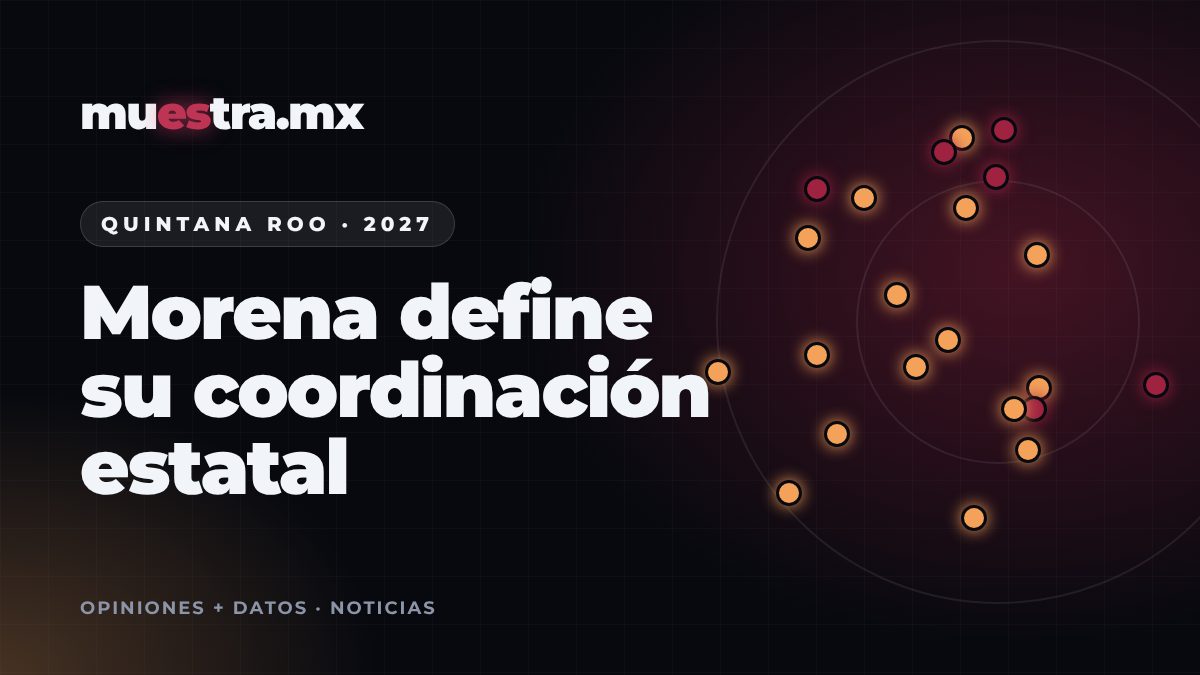 muestra.mx
QUINTANA ROO · 2027
Morena define
su coordinación
estatal
OPINIONES + DATOS · NOTICIAS